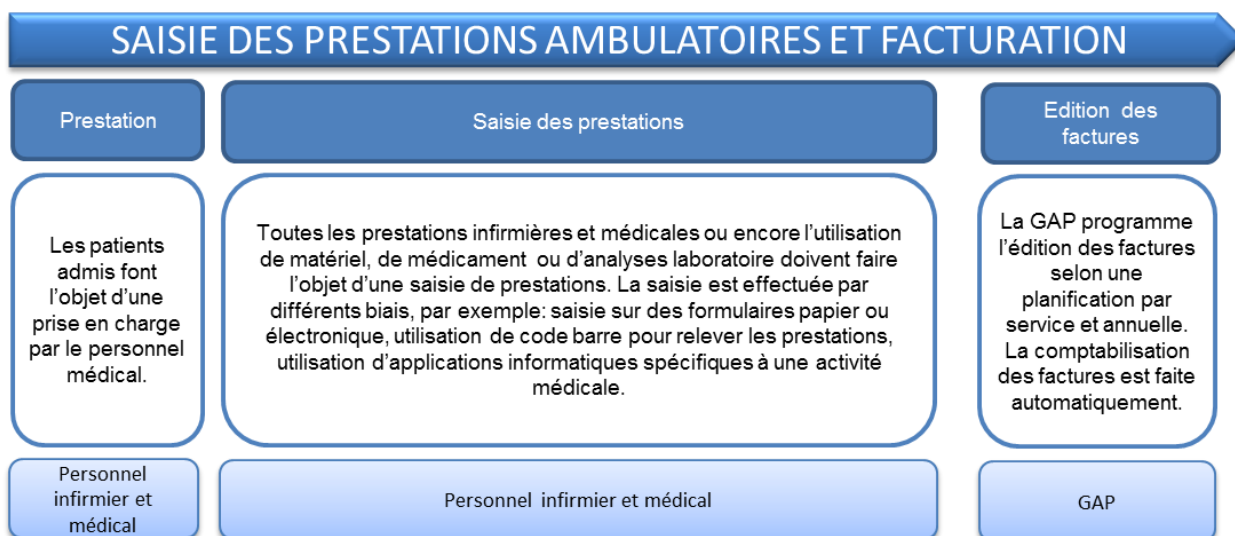 SAISIE DES PRESTATIONS AMBULATOIRES ET FACTURATION
Prestation
Saisie des prestations
Edition des
factures
Les patients
admis font
l’objet d’une
prise en charge
par le personnel
médical.
Toutes les prestations infirmières et médicales ou encore l’utilisation
de matériel, de médicament ou d’analyses laboratoire doivent faire
l’objet d’une saisie de prestations. La saisie est effectuée par
différents biais, par exemple: saisie sur des formulaires papier ou
électronique, utilisation de code barre pour relever les prestations,
utilisation d’applications informatiques spécifiques à une activité
médicale.
La GAP programme
l’édition des factures
selon une
planification par
service et annuelle.
La comptabilisation
des factures est faite
automatiquement.
Personnel
infirmier et
médical
Personnel infirmier et médical
GAP